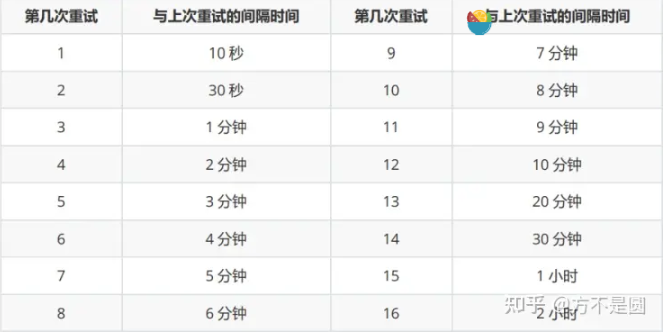 第几次重试 与上次重试的间隔时间 第几次重试 与上次重试的间隔时间
1 10 秒 9 7 分钟
2 30 秒 10 8 分钟
3 1 分钟 11 9 分钟
4 2 分钟 12 10 分钟
5 3 分钟 13 20 分钟
6 4 分钟 14 30 分钟
7 5 分钟 15 1 小时
8 6 分钟 16 2 小时
知乎 @方不是圆